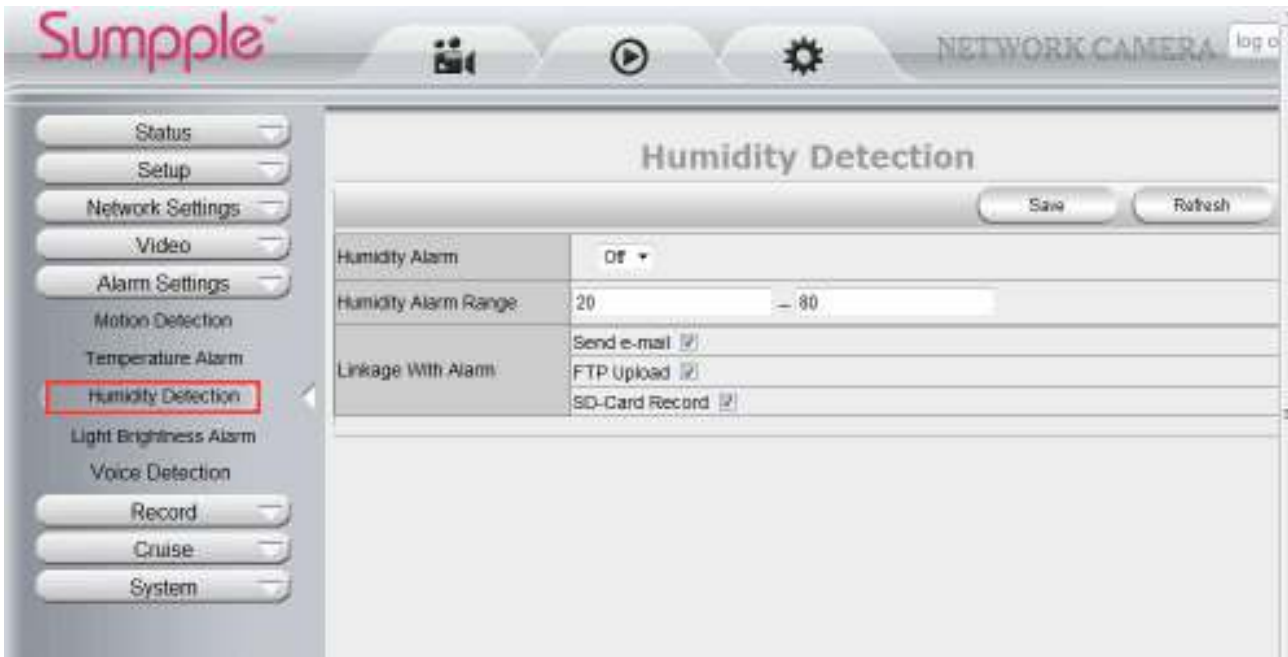 Sumpple™
NETWORK CAMERA
log o
Status
Setup
Network Settings
Video
Alarm Settings
Motion Detection
Temperature Alarm
Humidity Detection
Light Brightness Alarm
Voice Detection
Record
Cruise
System
Humidity Detection
Save Refresh
Humidity Alarm Off
Humidity Alarm Range 20 – 80
Linkage With Alarm
Send e-mail
FTP Upload
SD-Card Record